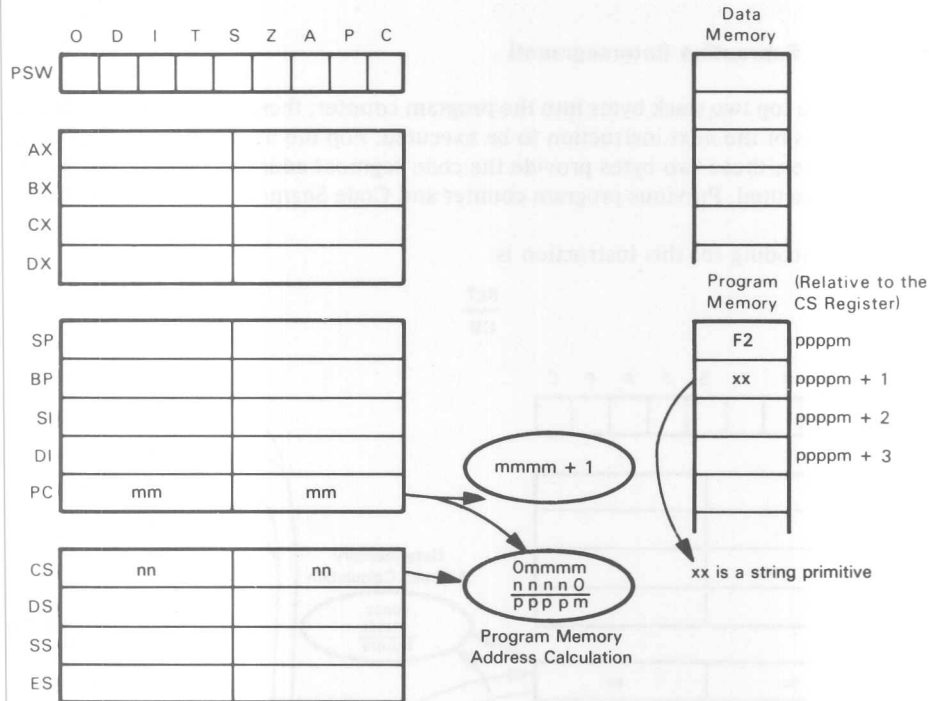 O D I T S Z A P C
PSW
AX
BX
CX
DX
SP
BP
SI
DI
PC mm mm
CS nn nn
DS
SS
ES
mmmm + 1
0mmmm
nnnn0
ppppm
Program Memory
Address Calculation
Data
Memory
Program
Memory
(Relative to the
CS Register)
F2 ppppm
xx ppppm + 1
ppppm + 2
ppppm + 3
xx is a string primitive